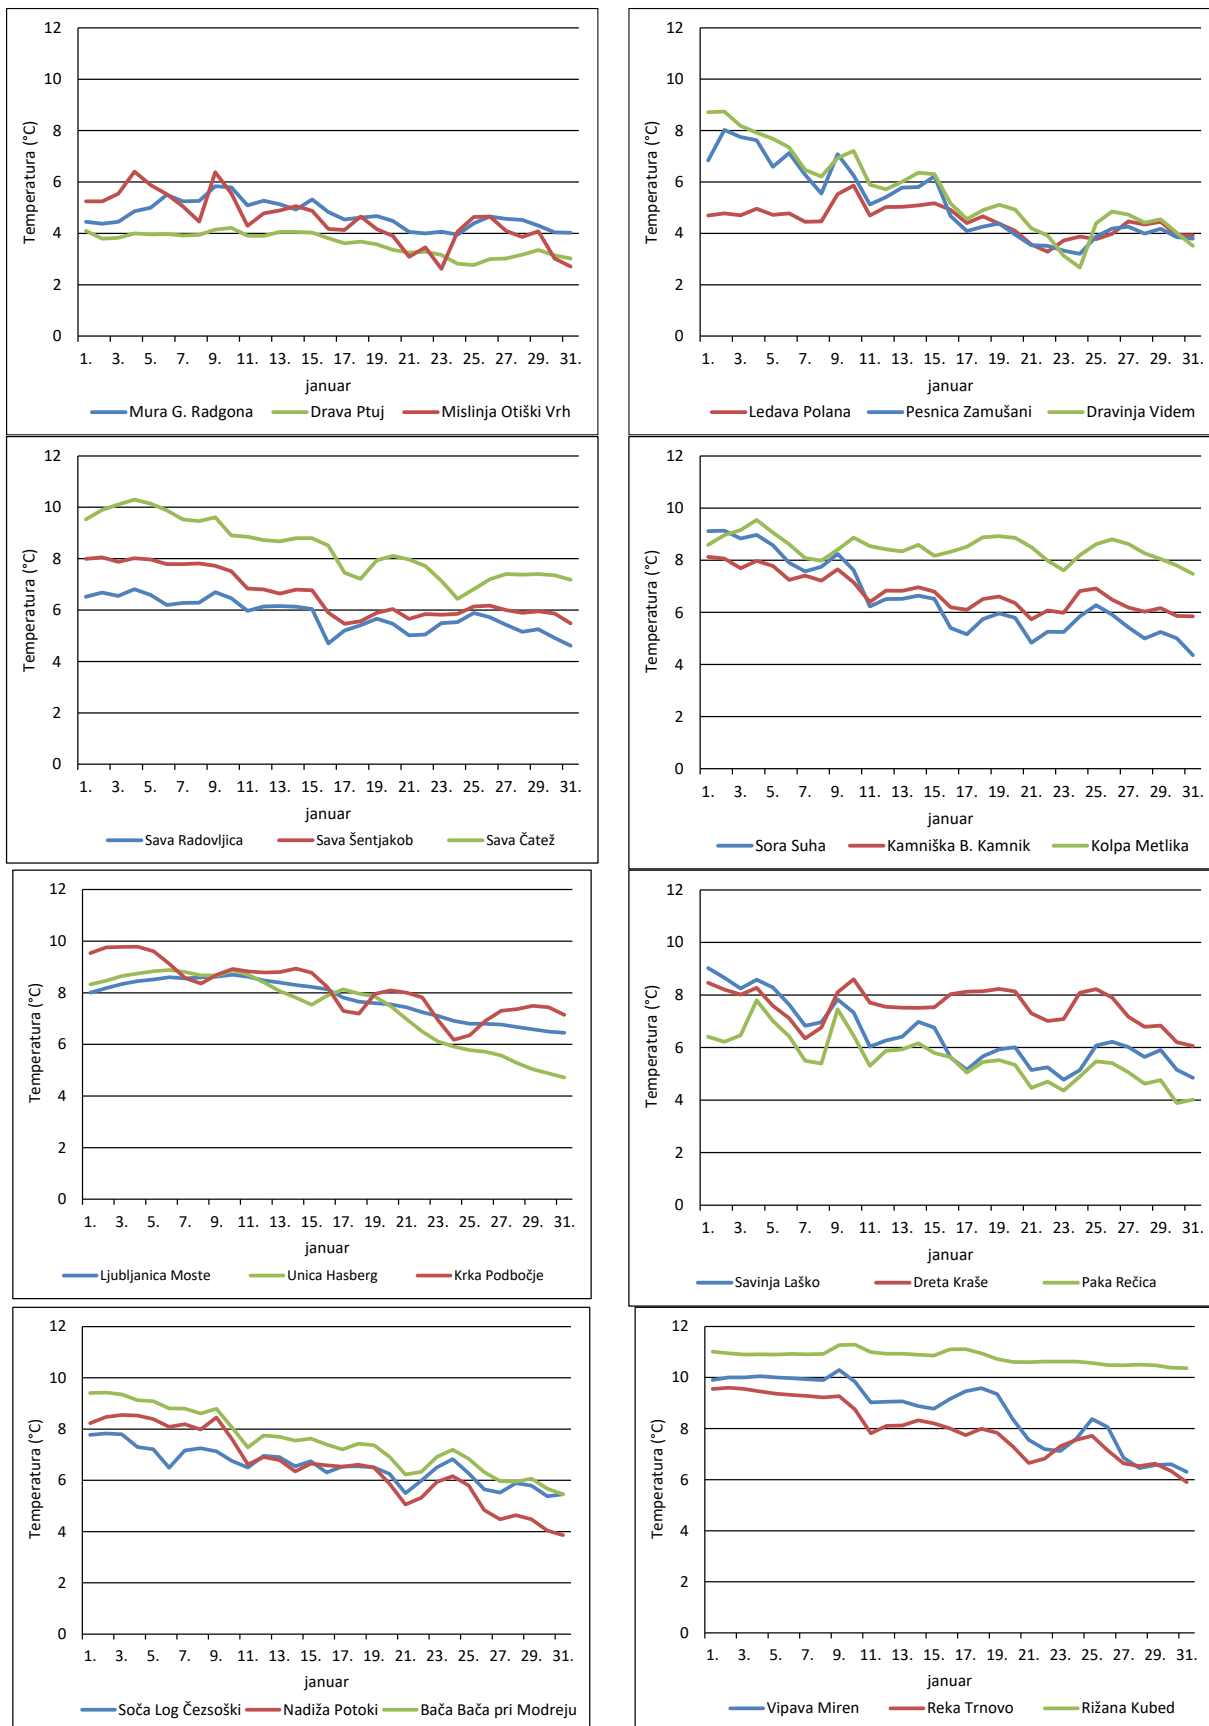 12
10
8
6
4
2
0
Temperatura (°C)
1. 3. 5. 7. 9. 11. 13. 15. 17. 19. 21. 23. 25. 27. 29. 31.
januar
Mura G. Radgona Drava Ptuj Mislinja Otiški Vrh
12
10
8
6
4
2
0
Temperatura (°C)
1. 3. 5. 7. 9. 11. 13. 15. 17. 19. 21. 23. 25. 27. 29. 31.
januar
Ledava Polana Pesnica Zamušani Dravinja Videm
12
10
8
6
4
2
0
Temperatura (°C)
1. 3. 5. 7. 9. 11. 13. 15. 17. 19. 21. 23. 25. 27. 29. 31.
januar
Sava Radovljica Sava Šentjakob Sava Čatež
12
10
8
6
4
2
0
Temperatura (°C)
1. 3. 5. 7. 9. 11. 13. 15. 17. 19. 21. 23. 25. 27. 29. 31.
januar
Sora Suha Kamniška B. Kamnik Kolpa Metlika
12
10
8
6
4
2
0
Temperatura (°C)
1. 3. 5. 7. 9. 11. 13. 15. 17. 19. 21. 23. 25. 27. 29. 31.
januar
Ljubljanica Moste Unica Hasberg Krka Podbočje
12
10
8
6
4
2
0
Temperatura (°C)
1. 3. 5. 7. 9. 11. 13. 15. 17. 19. 21. 23. 25. 27. 29. 31.
januar
Savinja Laško Dreta Kraše Paka Rečica
12
10
8
6
4
2
0
Temperatura (°C)
1. 3. 5. 7. 9. 11. 13. 15. 17. 19. 21. 23. 25. 27. 29. 31.
januar
Soča Log Čezsoški Nadiža Potoki Bača Bača pri Modreju
12
10
8
6
4
2
0
Temperatura (°C)
1. 3. 5. 7. 9. 11. 13. 15. 17. 19. 21. 23. 25. 27. 29. 31.
januar
Vipava Miren Reka Trnovo Rižana Kubed